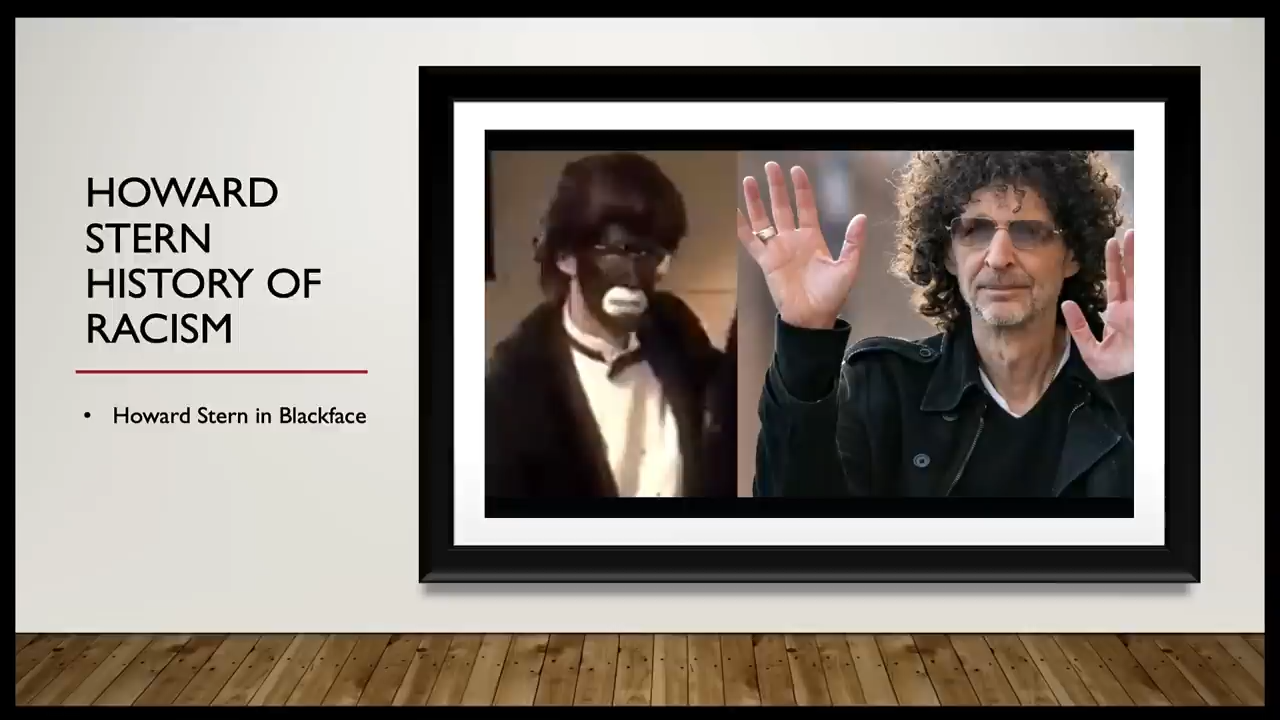 HOWARD
STERN
HISTORY OF
RACISM
• Howard Stern in Blackface